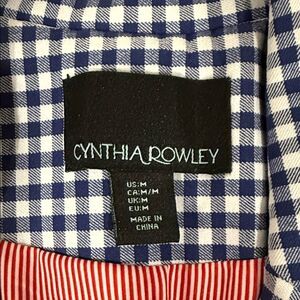 CYNTHIA ROWLEY
US:M
CA:M/M
UK:M
EU:M
MADE IN
CHINA